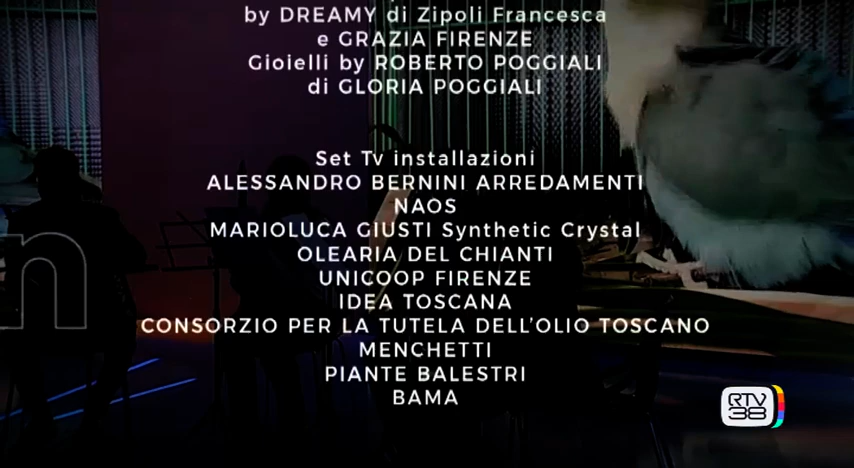 by DREAMY di Zipoli Francesca
e GRAZIA FIRENZE
Gioielli by ROBERTO POGGIALI
di GLORIA POGGIALI
Set Tv installazioni
ALESSANDRO BERNINI ARREDAMENTI
NAOS
MARIOLUCA GIUSTI Synthetic Crystal
OLEARIA DEL CHIANTI
UNICOOP FIRENZE
IDEA TOSCANA
CONSORZIO PER LA TUTELA DELL'OLIO TOSCANO
MENCHETTI
PIANTE BALESTRI
BAMA
n
RTV
38